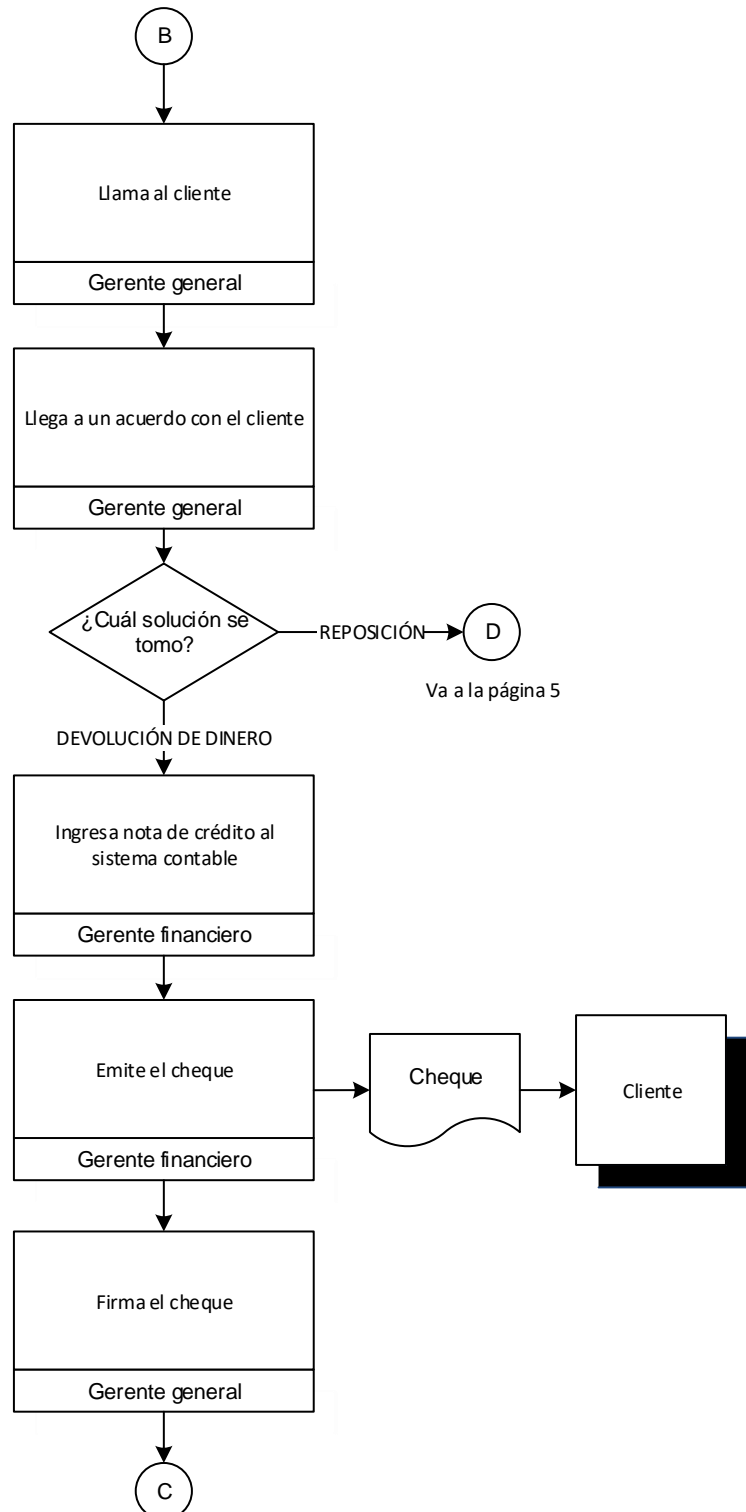 B
Llama al cliente
Gerente general
Llega a un acuerdo con el cliente
Gerente general
¿Cuál solución se
tomo?
REPOSICIÓN
D
Va a la página 5
DEVOLUCIÓN DE DINERO
Ingresa nota de crédito al
sistema contable
Gerente financiero
Emite el cheque
Gerente financiero
Cheque
Cliente
Firma el cheque
Gerente general
C